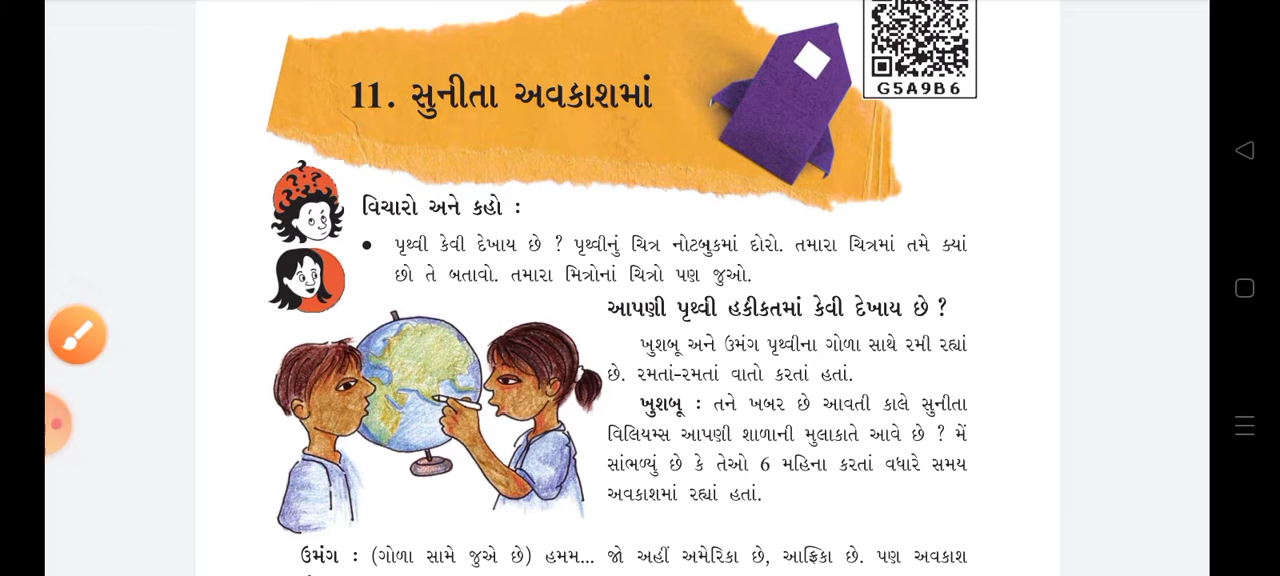 G5A9B6
11. સુનીતા અવકાશમાં
વિચારો અને કહો :
• પૃથ્વી કેવી દેખાય છે ? પૃથ્વીનું ચિત્ર નોટબુકમાં દોરો. તમારા ચિત્રમાં તમે ક્યાં
છો તે બતાવો. તમારા મિત્રોનાં ચિત્રો પણ જુઓ.
આપણી પૃથ્વી હકીકતમાં કેવી દેખાય છે ?
ખુશબૂ અને ઉમંગ પૃથ્વીના ગોળા સાથે રમી રહ્યાં
છે. રમતાં-રમતાં વાતો કરતાં હતાં.
ખુશબૂ : તને ખબર છે આવતી કાલે સુનીતા
વિલિયમ્સ આપણી શાળાની મુલાકાતે આવે છે ? મેં
સાંભળ્યું છે કે તેઓ 6 મહિના કરતાં વધારે સમય
અવકાશમાં રહ્યાં હતાં.
ઉમંગ : (ગોળા સામે જુએ છે) હમમ... જો અહીં અમેરિકા છે, આફ્રિકા છે. પણ અવકાશ